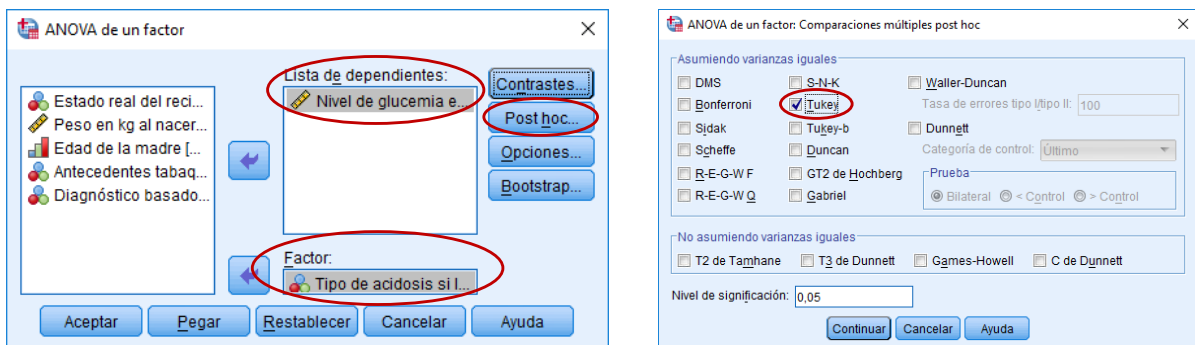 ANOVA de un factor
Lista de dependientes:
Estado real del reci...
Peso en kg al nacer...
Edad de la madre [...
Antecedentes tabaq...
Diagnóstico basado...
Nivel de glucemia e...
Contrastes...
Post hoc...
Opciones...
Bootstrap...
Factor:
Tipo de acidosis si l...
Aceptar Pegar Restablecer Cancelar Ayuda
ANOVA de un factor: Comparaciones múltiples post hoc
Asumiendo varianzas iguales
DMS S-N-K Waller-Duncan
Bonferroni Tukey Tasa de errores tipo I/tipo II: 100
Sidak Tukey-b Dunnett
Scheffe Duncan Categoría de control: Último
R-E-G-W F GT2 de Hochberg Prueba
R-E-G-W Q Gabriel Bilateral < Control > Control
No asumiendo varianzas iguales
T2 de Tamhane T3 de Dunnett Games-Howell C de Dunnett
Nivel de significación: 0,05
Continuar Cancelar Ayuda